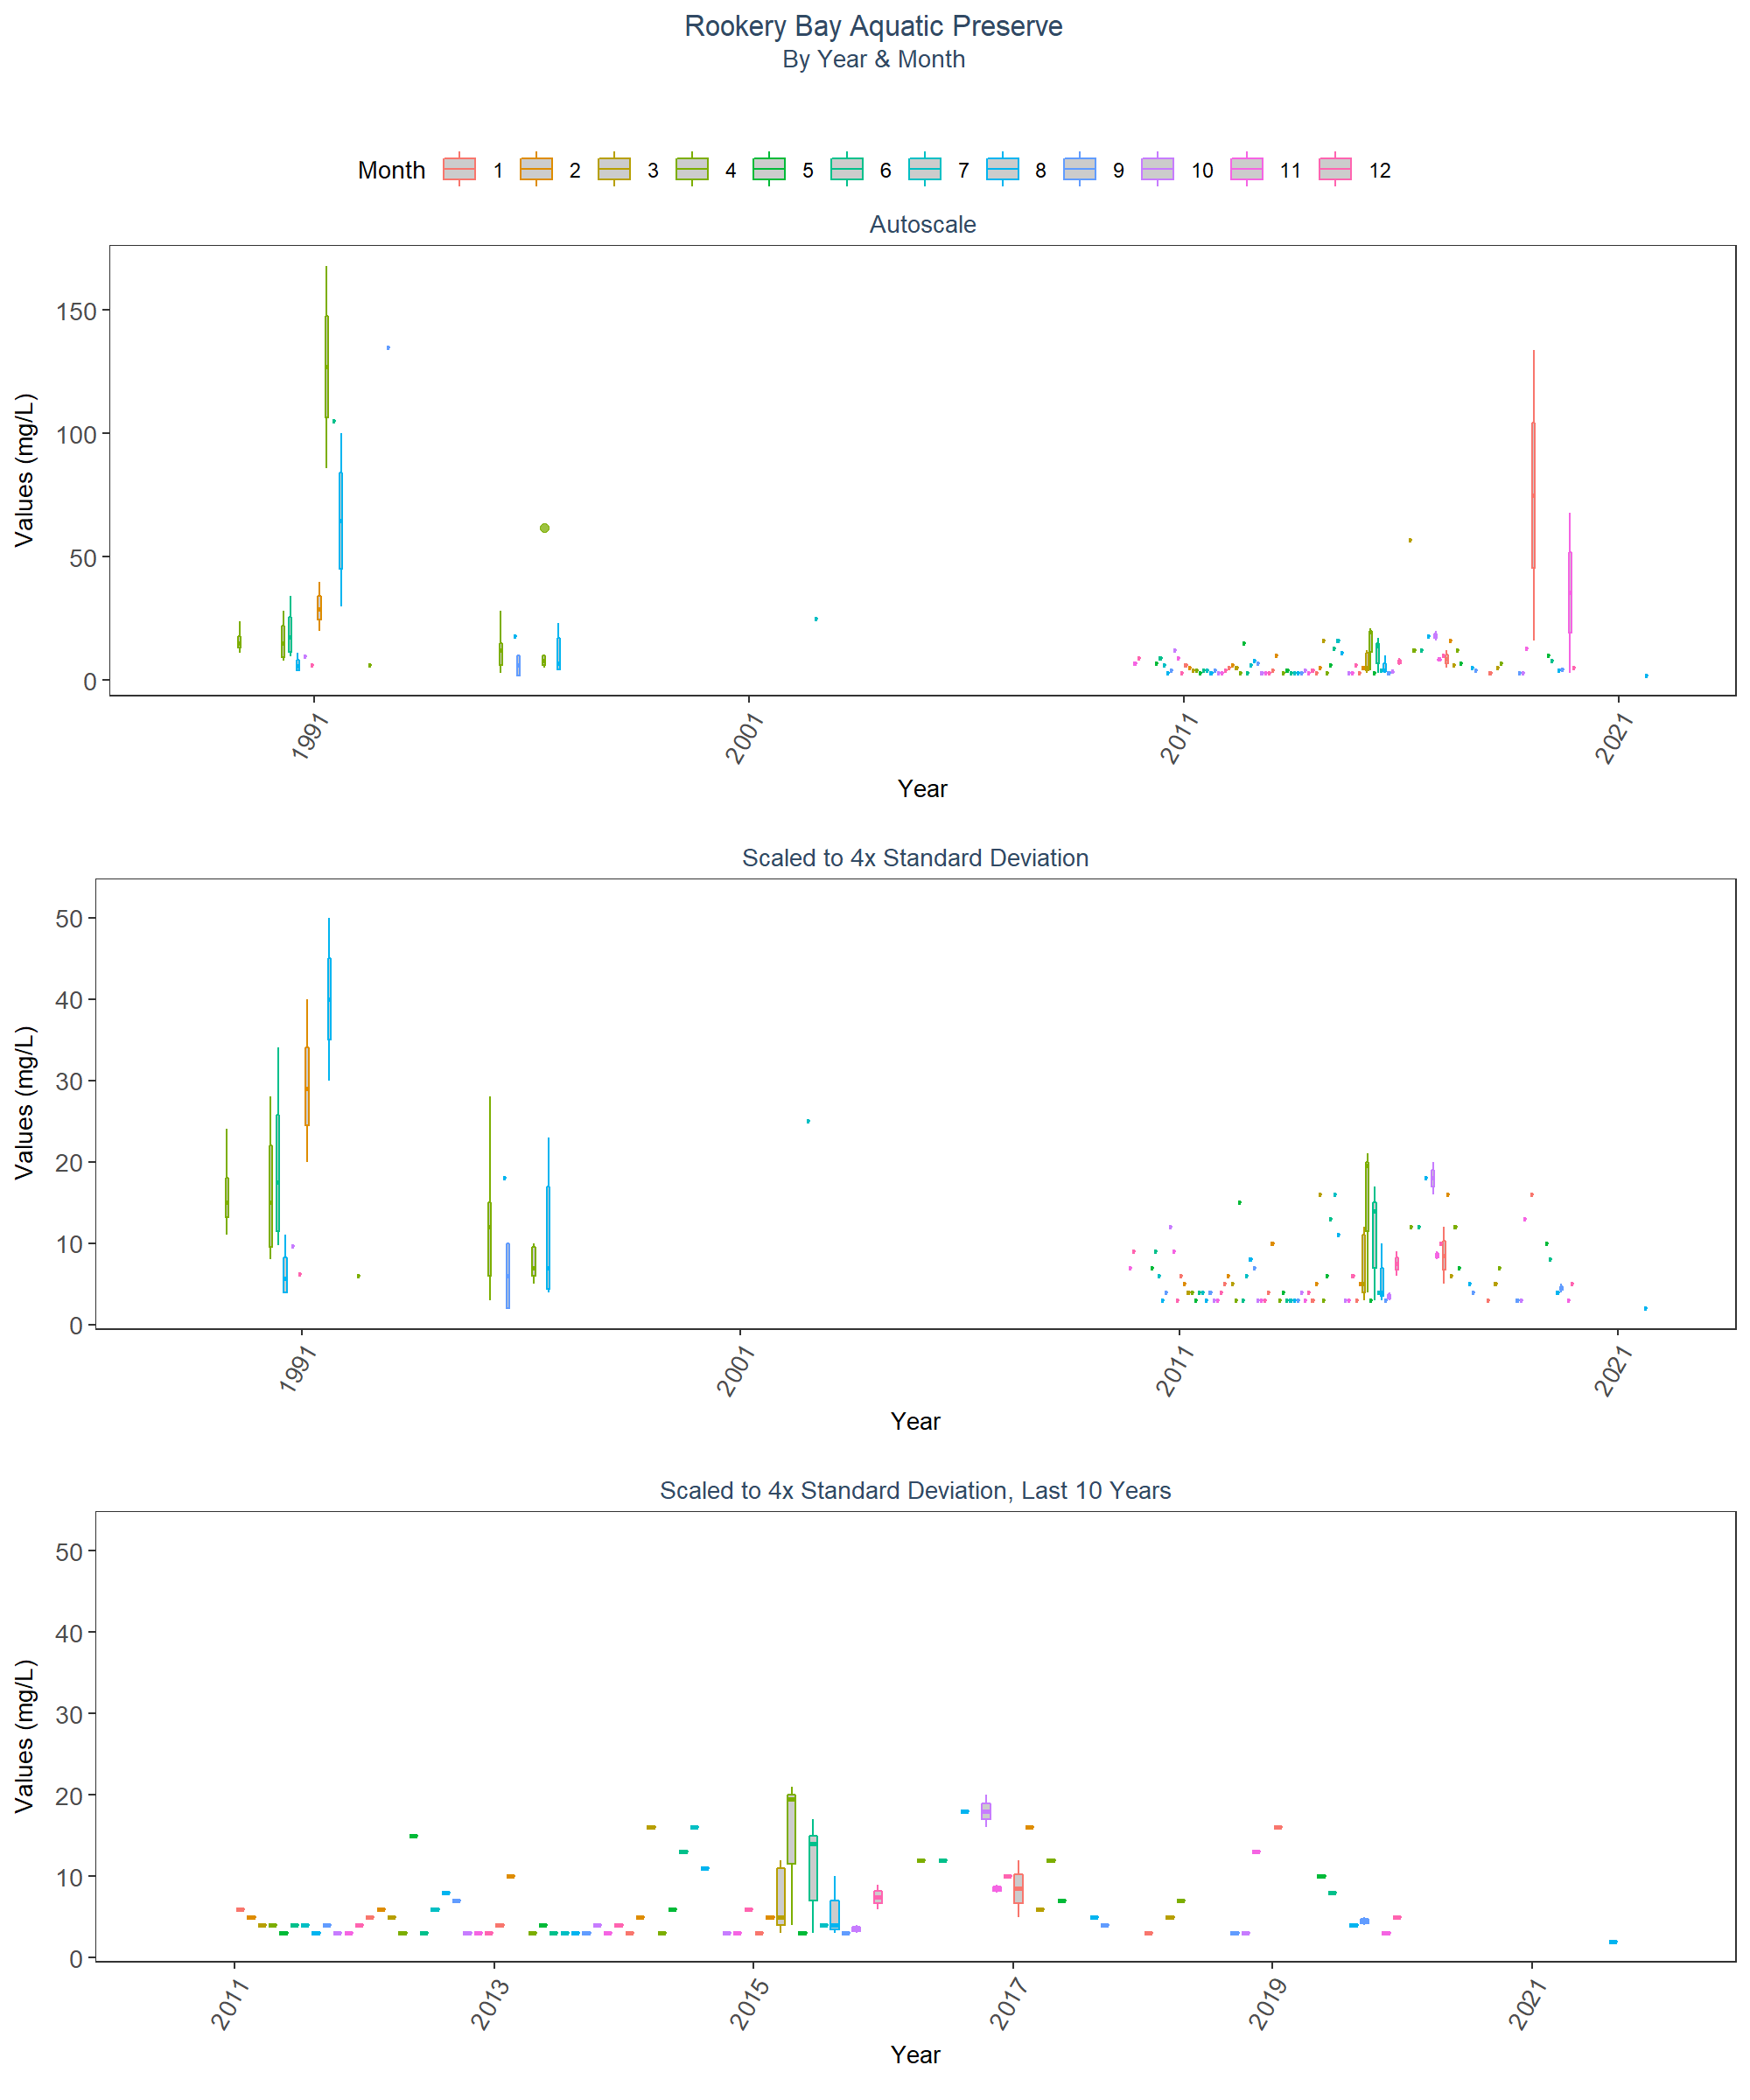 Rookery Bay Aquatic Preserve
By Year & Month
Month 1 2 3 4 5 6 7 8 9 10 11 12
Autoscale
Values (mg/L)
150
100
50
0
1991 2001 2011 2021
Year
Scaled to 4x Standard Deviation
Values (mg/L)
50
40
30
20
10
0
1991 2001 2011 2021
Year
Scaled to 4x Standard Deviation, Last 10 Years
Values (mg/L)
50
40
30
20
10
0
2011 2013 2015 2017 2019 2021
Year